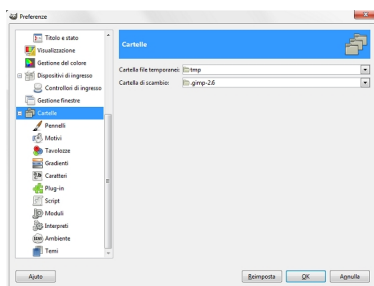 Preferenze
Titolo e stato
Visualizzazione
Gestione del colore
Dispositivi di ingresso
Controllori di ingresso
Gestione finestre
Cartelle
Pennelli
Motivi
Tavolozze
Gradienti
Caratteri
Plug-in
Script
Moduli
Interpreti
Ambiente
Temi
Cartelle
Cartella file temporanei: tmp
Cartella di scambio: .gimp-2.6
Aiuto
Reimposta
OK
Annulla